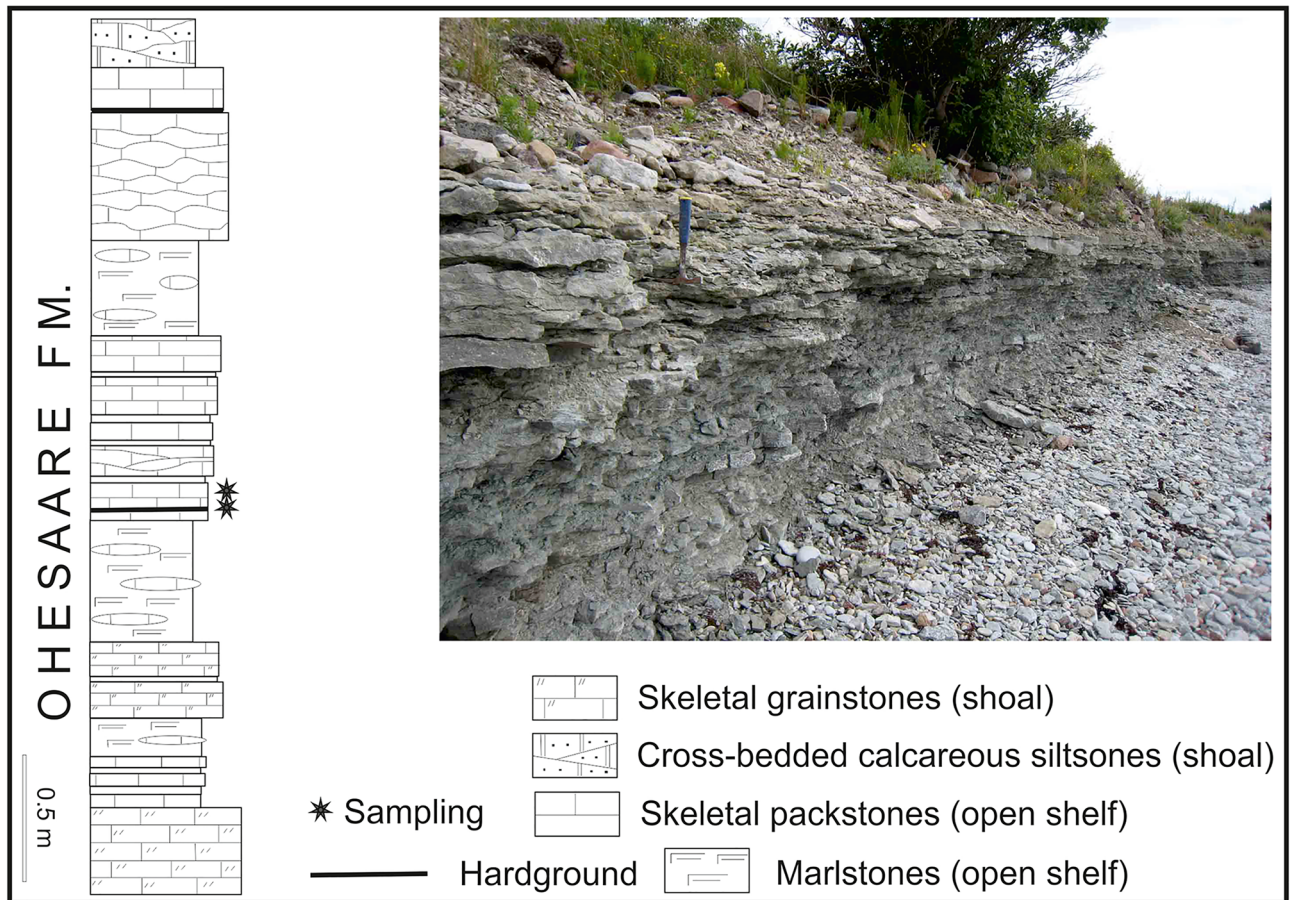 OHESAARE FM.
0.5 m
Skeletal grainstones (shoal)
Cross-bedded calcareous siltsones (shoal)
Sampling
Skeletal packstones (open shelf)
Hardground
Marlstones (open shelf)